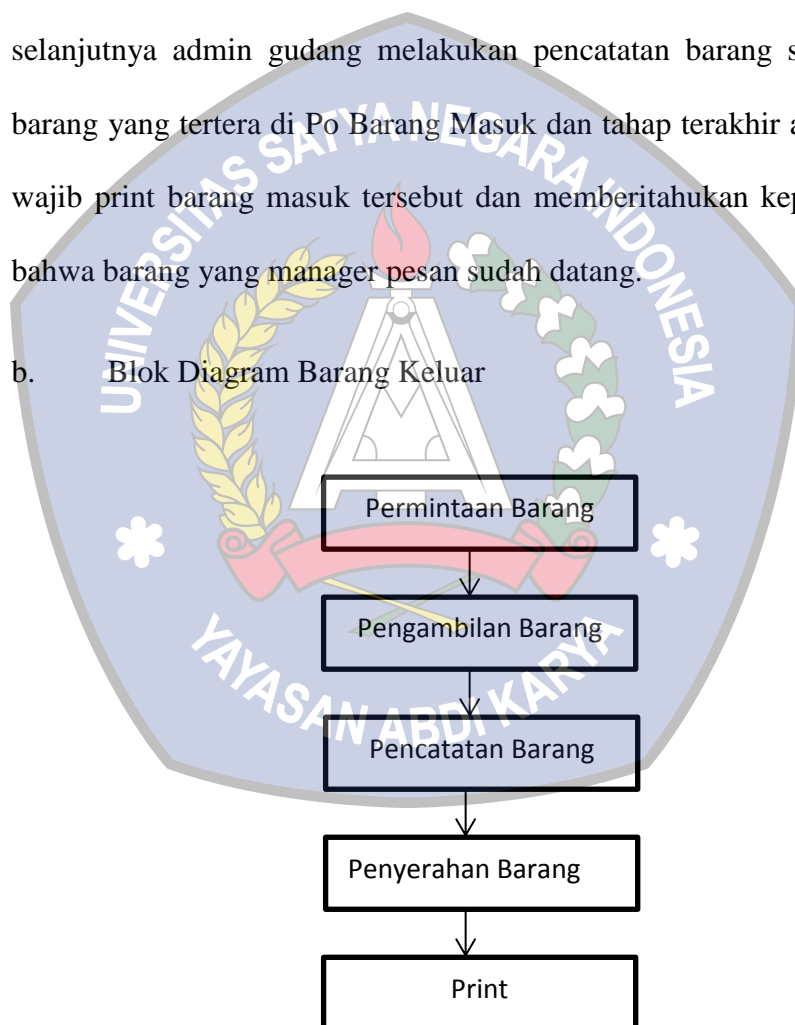 selanjutnya admin gudang melakukan pencatatan barang
barang yang tertera di Po Barang Masuk dan tahap terakhir
wajib print barang masuk tersebut dan memberitahukan
bahwa barang yang manager pesan sudah datang.
b. Blok Diagram Barang Keluar
UNIVERSITAS SATYA NEGARA INDONESIA
Permintaan Barang
Pengambilan Barang
YAYASAN ABDI KARYA
Pencatatan Barang
Penyerahan Barang
Print